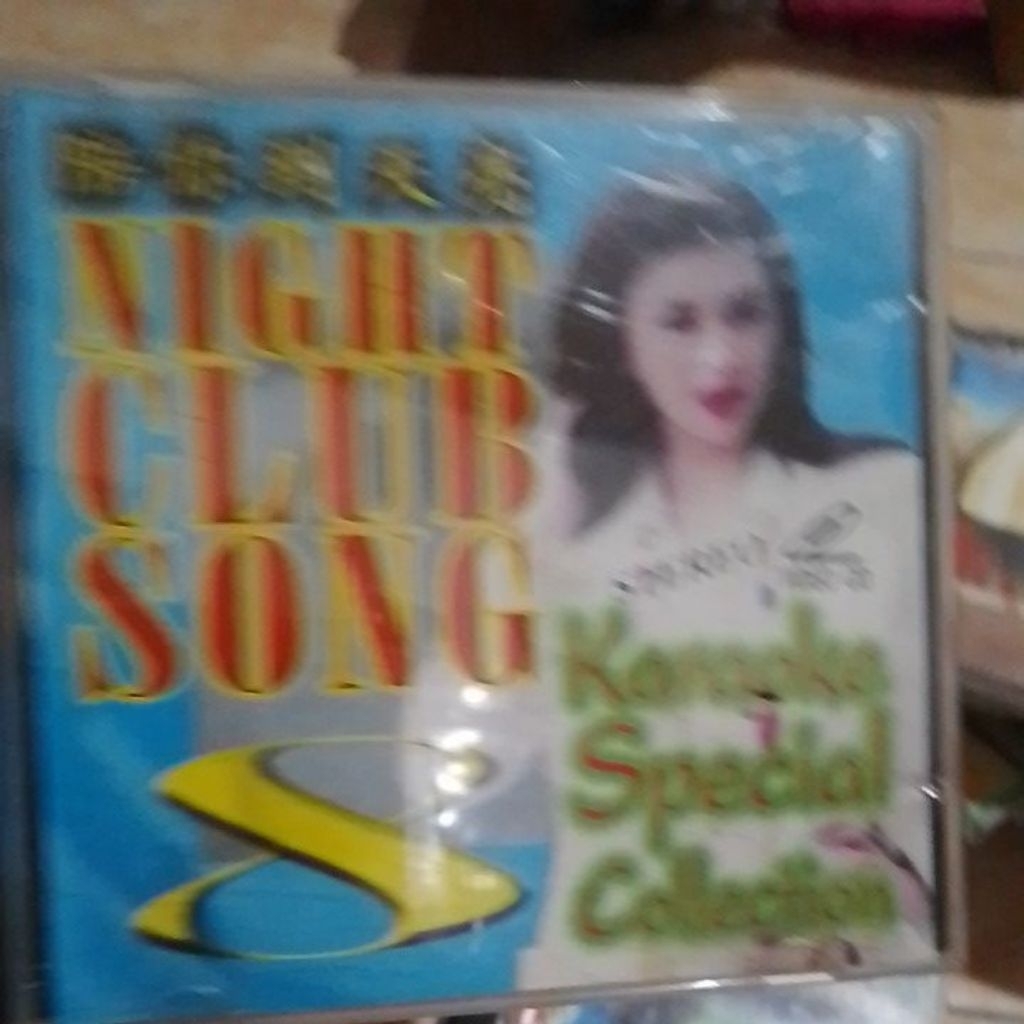 NIGHT
CLUB
SONG
8
Karaoke
Special
Collection